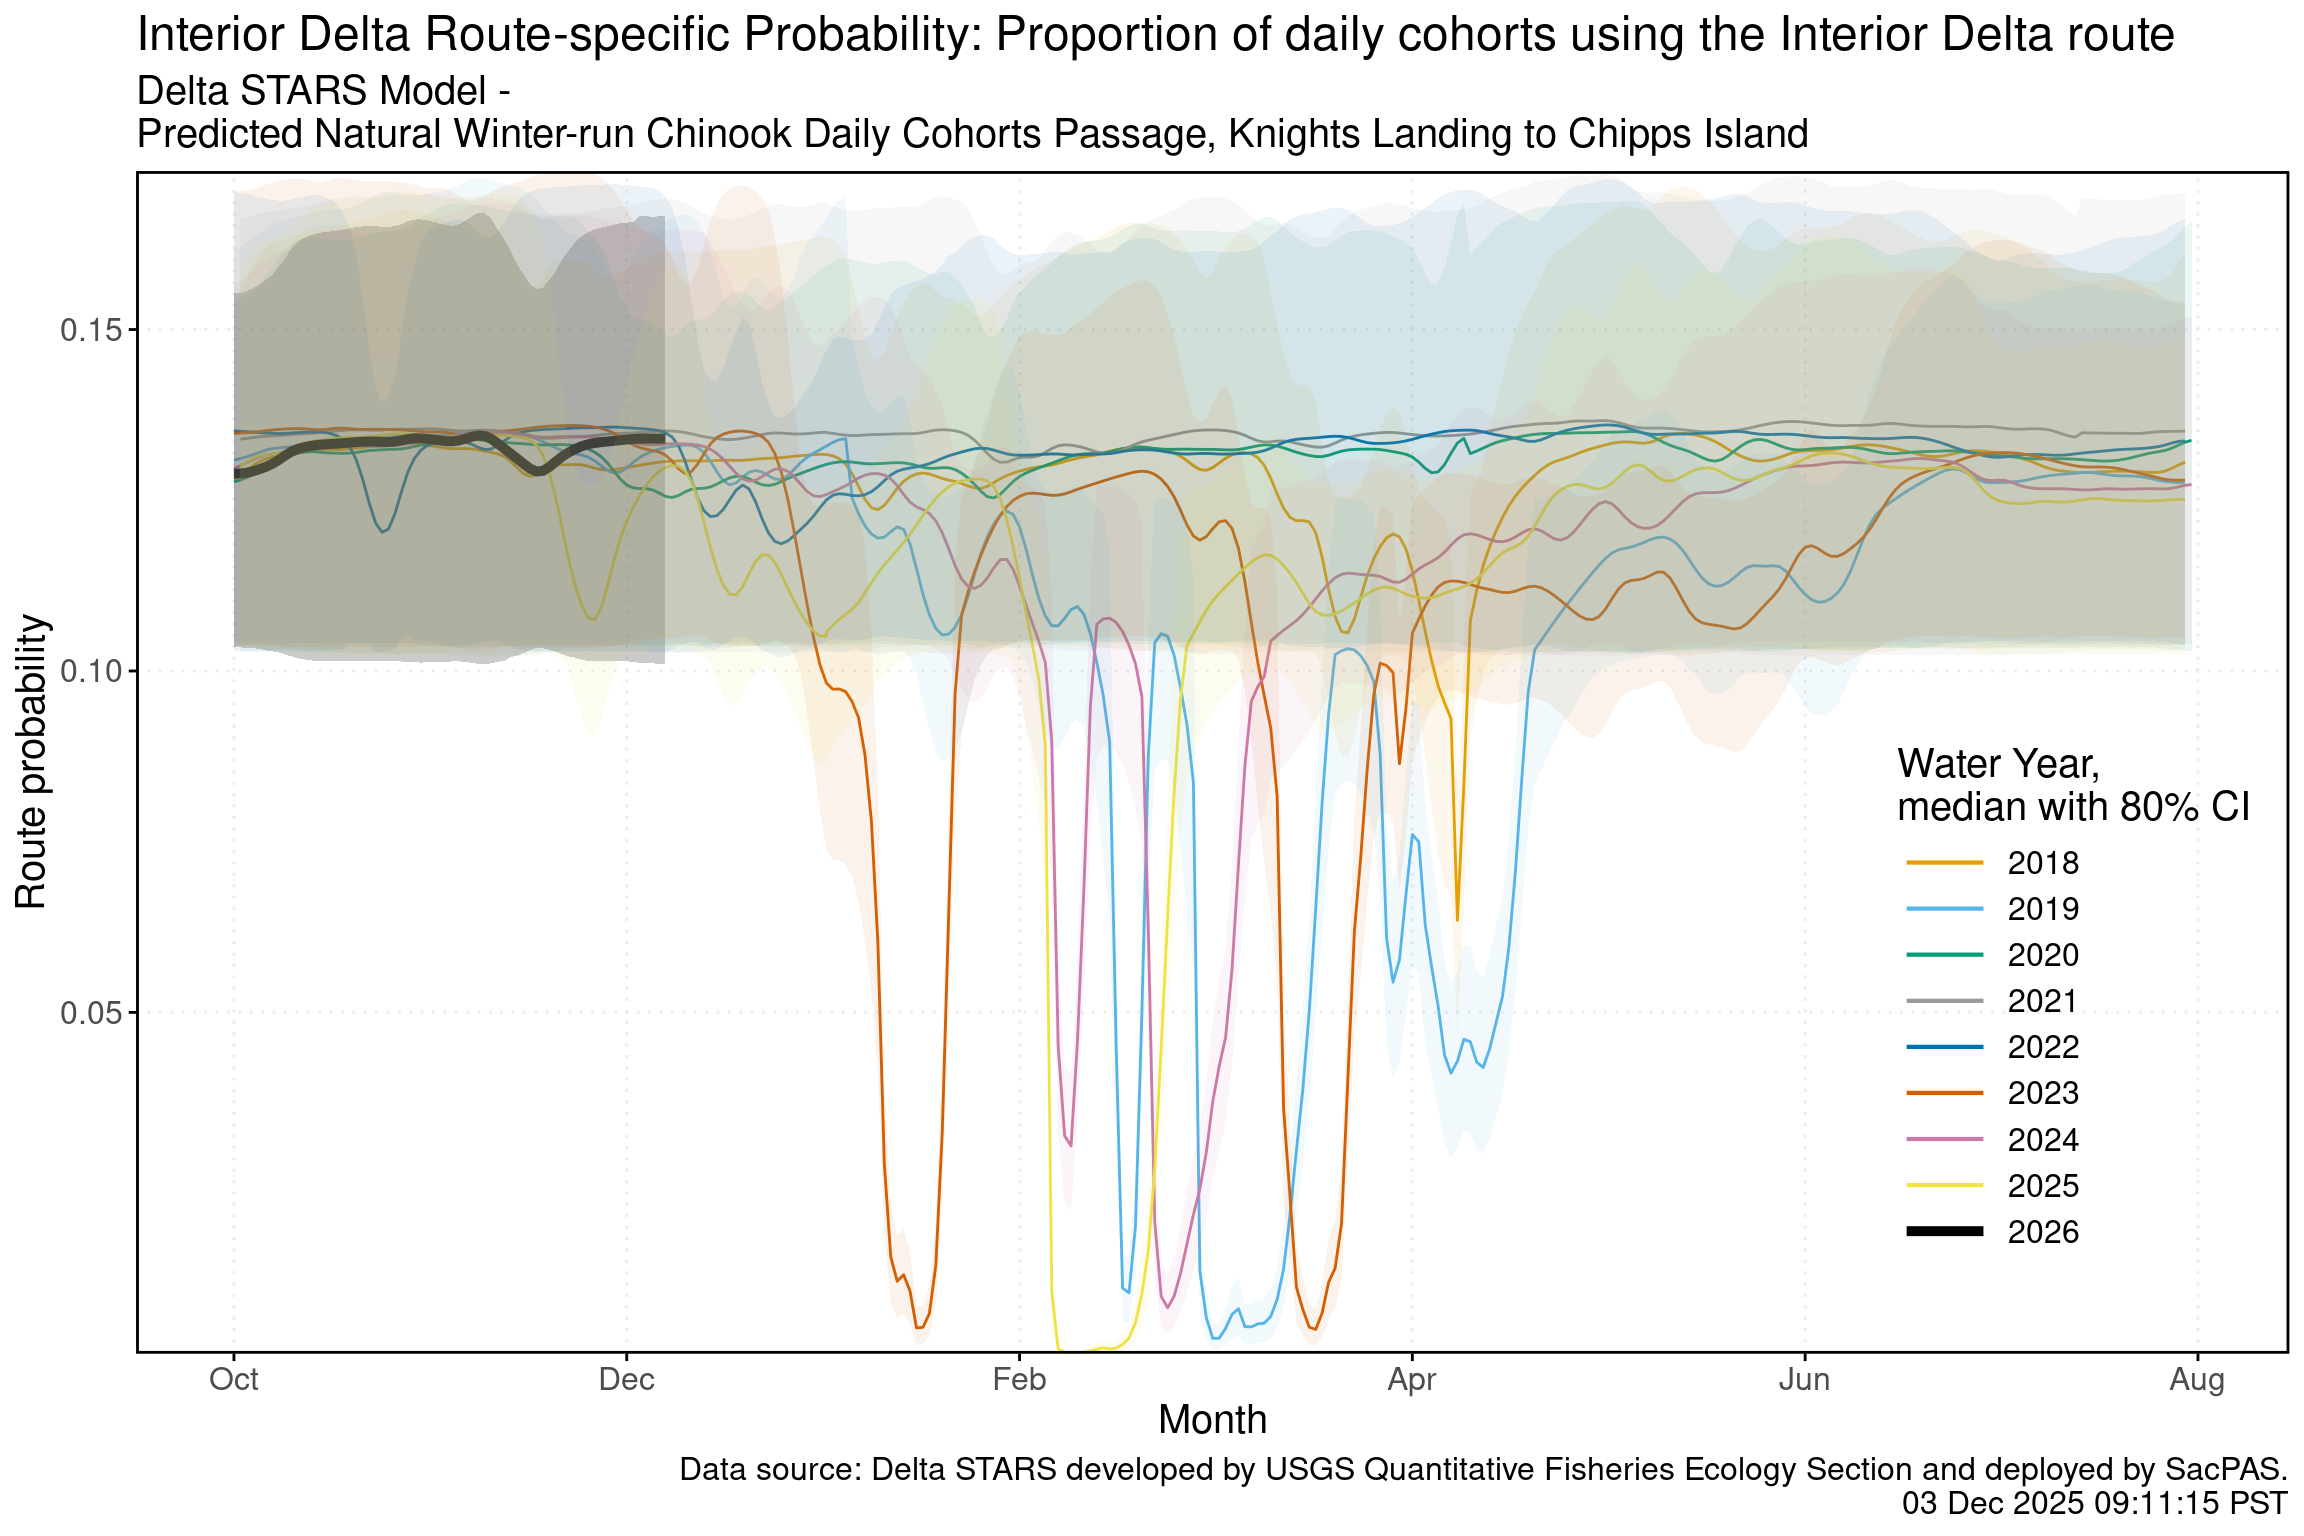 Interior Delta Route-specific Probability: Proportion of daily cohorts using the Interior Delta route
Delta STARS Model -
Predicted Natural Winter-run Chinook Daily Cohorts Passage, Knights Landing to Chipps Island
Route probability
0.15
0.10
0.05
Water Year,
median with 80% CI
2018
2019
2020
2021
2022
2023
2024
2025
2026
Oct
Dec
Feb
Apr
Jun
Aug
Month
Data source: Delta STARS developed by USGS Quantitative Fisheries Ecology Section and deployed by SacPAS.
03 Dec 2025 09:11:15 PST